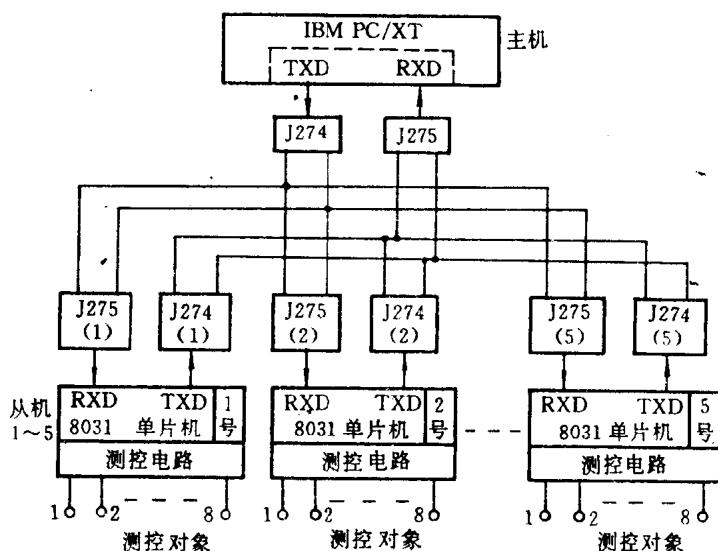 IBM PC/XT
主机
TXD RXD
J274 J275
J275 (1)
J274 (1)
J275 (2)
J274 (2)
J275 (5)
J274 (5)
从机 1~5
RXD TXD 1号
8031 单片机
测控电路
RXD TXD 2号
8031 单片机
测控电路
RXD TXD 5号
8031 单片机
测控电路
1 2 8
测控对象
1 2 8
测控对象
1 2 8
测控对象